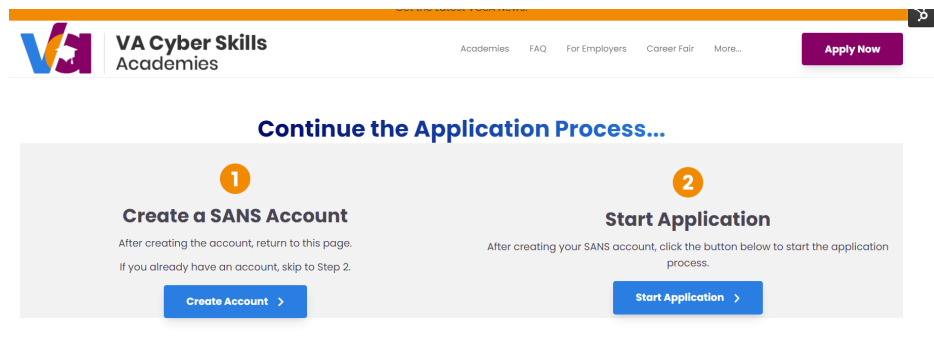 VA Cyber Skills
Academies
Academies FAQ For Employers Career Fair More... Apply Now
Continue the Application Process...
1
Create a SANS Account
After creating the account, return to this page.
If you already have an account, skip to Step 2.
Create Account >
2
Start Application
After creating your SANS account, click the button below to start the application
process.
Start Application >